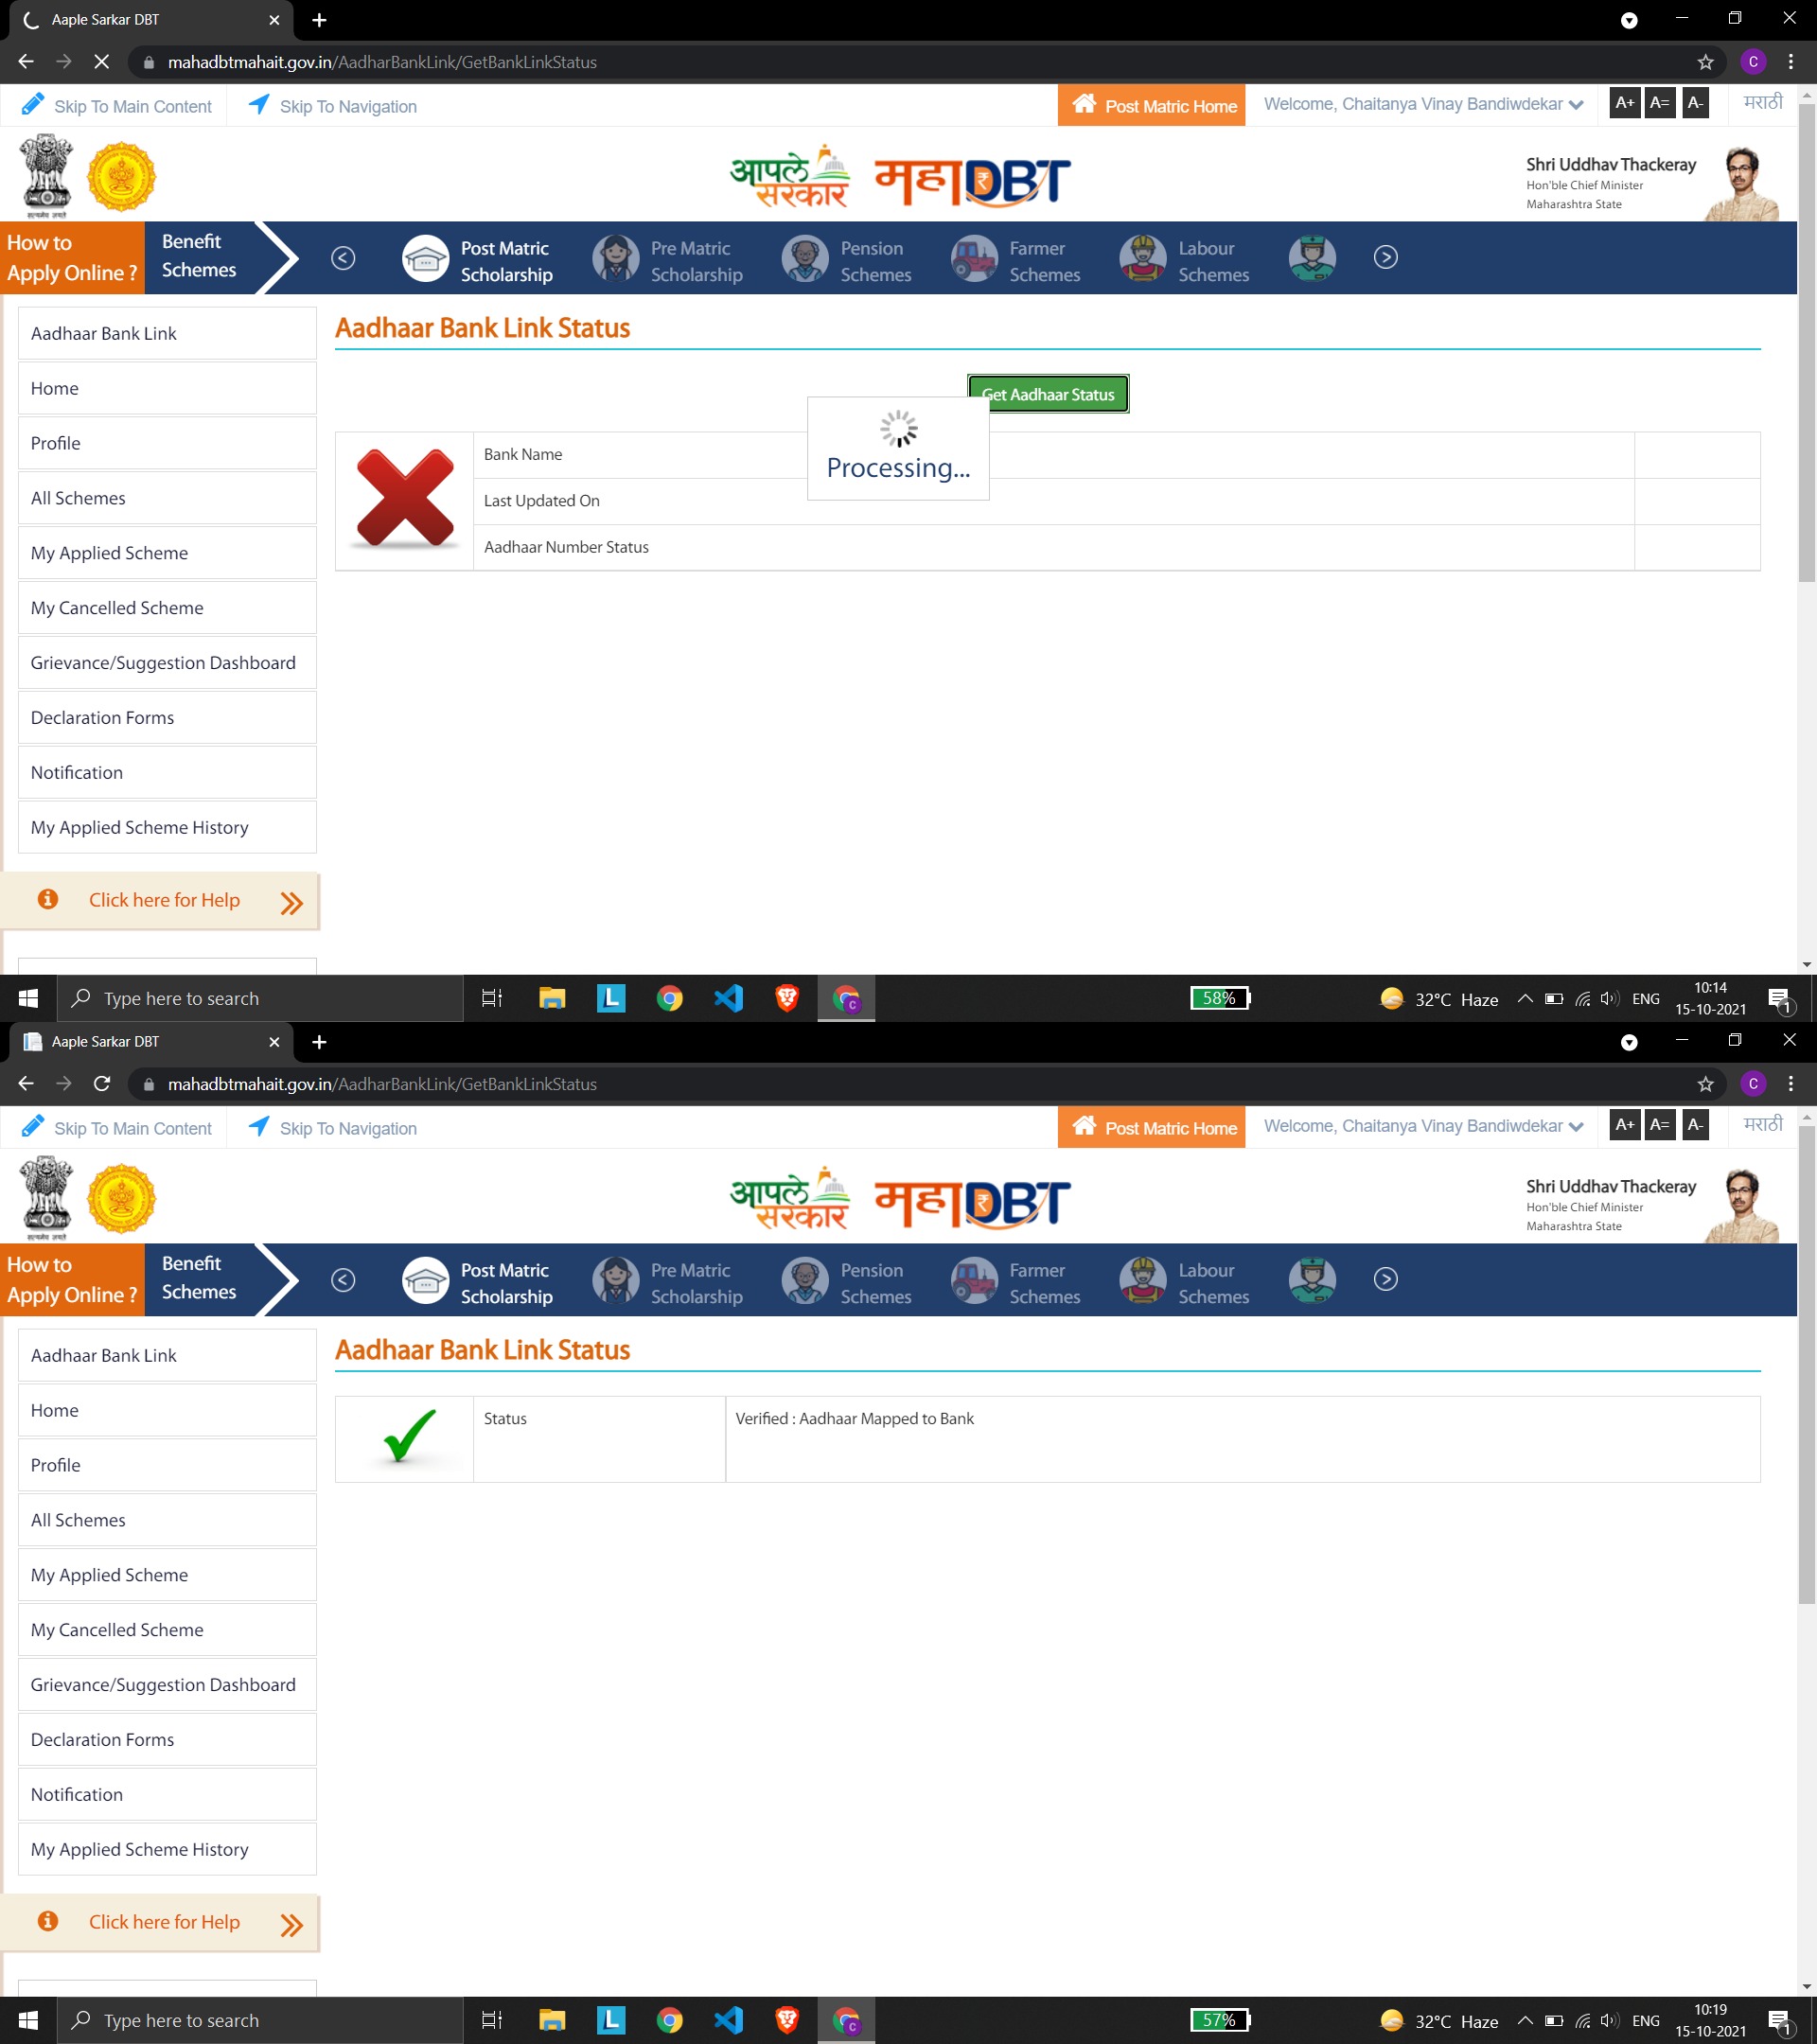 Aaple Sarkar DBT
mahadbtmahait.gov.in/AadharBankLink/GetBankLinkStatus
C
Skip To Main Content
Skip To Navigation
Post Matric Home
Welcome, Chaitanya Vinay Bandiwdekar
A+ A= A-
मराठी
सत्यमेव जयते
आपले
सरकार
महाDBT
Shri Uddhav Thackeray
Hon'ble Chief Minister
Maharashtra State
How to
Apply Online ?
Benefit
Schemes
Post Matric
Scholarship
Pre Matric
Scholarship
Pension
Schemes
Farmer
Schemes
Labour
Schemes
Aadhaar Bank Link
Home
Profile
All Schemes
My Applied Scheme
My Cancelled Scheme
Grievance/Suggestion Dashboard
Declaration Forms
Notification
My Applied Scheme History
Click here for Help
Aadhaar Bank Link Status
Get Aadhaar Status
Processing...
Bank Name
Last Updated On
Aadhaar Number Status
Type here to search
L
C
58%
32°C Haze
ENG
10:14
15-10-2021
1
Aaple Sarkar DBT
mahadbtmahait.gov.in/AadharBankLink/GetBankLinkStatus
C
Skip To Main Content
Skip To Navigation
Post Matric Home
Welcome, Chaitanya Vinay Bandiwdekar
A+ A= A-
मराठी
सत्यमेव जयते
आपले
सरकार
महाDBT
Shri Uddhav Thackeray
Hon'ble Chief Minister
Maharashtra State
How to
Apply Online ?
Benefit
Schemes
Post Matric
Scholarship
Pre Matric
Scholarship
Pension
Schemes
Farmer
Schemes
Labour
Schemes
Aadhaar Bank Link
Home
Profile
All Schemes
My Applied Scheme
My Cancelled Scheme
Grievance/Suggestion Dashboard
Declaration Forms
Notification
My Applied Scheme History
Click here for Help
Aadhaar Bank Link Status
Status
Verified : Aadhaar Mapped to Bank
Type here to search
L
C
57%
32°C Haze
ENG
10:19
15-10-2021
1